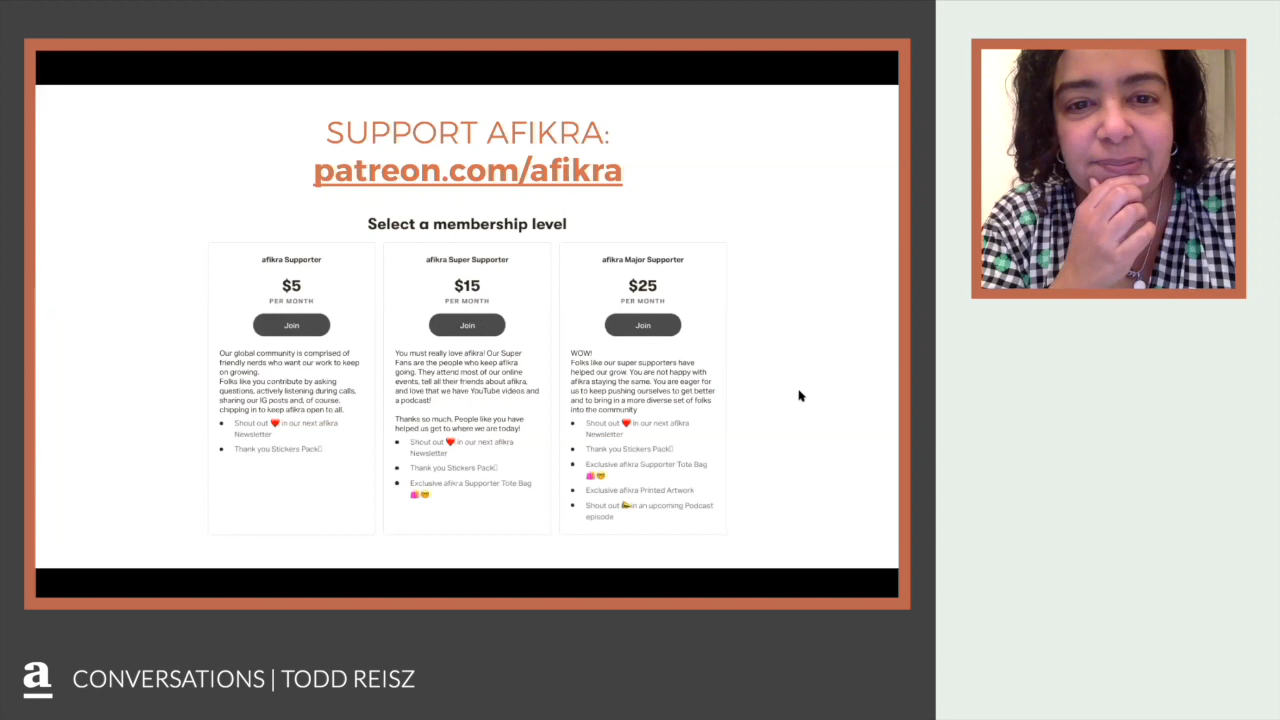 SUPPORT AFIKRA:
patreon.com/afikra
Select a membership level
afikra Supporter
$5
PER MONTH
Join
Our global community is comprised of
friendly nerds who want our work to keep
on growing.
Folks like you contribute by asking
questions, actively listening during calls,
sharing our IG posts and, of course,
chipping in to keep afikra open to all.
Shout out ❤️ in our next afikra
Newsletter
Thank you Stickers Pack
afikra Super Supporter
$15
PER MONTH
Join
You must really love afikra! Our Super
Fans are the people who keep afikra
going. They attend most of our online
events, tell all their friends about afikra,
and love that we have YouTube videos and
a podcast!
Thanks so much. People like you have
helped us get to where we are today!
Shout out ❤️ in our next afikra
Newsletter
Thank you Stickers Pack
Exclusive afikra Supporter Tote Bag
afikra Major Supporter
$25
PER MONTH
Join
WOW!
Folks like our super supporters have
helped our grow. You are not happy with
afikra staying the same. You are eager for
us to keep pushing ourselves to get better
and to bring in a more diverse set of folks
into the community
Shout out ❤️ in our next afikra
Newsletter
Thank you Stickers Pack
Exclusive afikra Supporter Tote Bag
Exclusive afikra Printed Artwork
Shout out in an upcoming Podcast
episode
a CONVERSATIONS | TODD REISZ